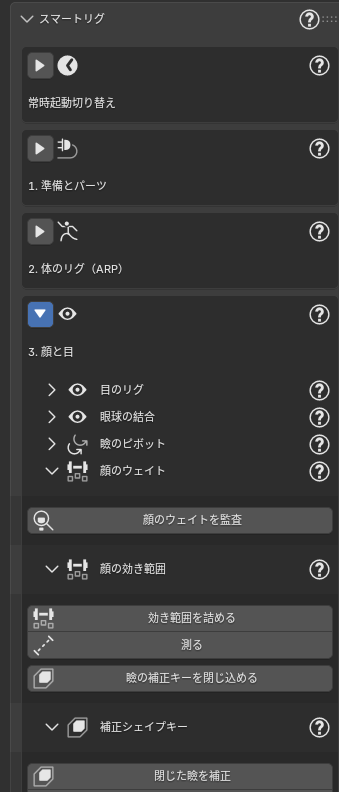 スマートリグ
常時起動切り替え
1. 準備とパーツ
2. 体のリグ（ARP）
3. 顔と目
目のリグ
眼球の結合
瞼のピボット
顔のウェイト
顔のウェイトを監査
顔の効き範囲
効き範囲を詰める
測る
瞼の補正キーを閉じ込める
補正シェイプキー
閉じた瞼を補正